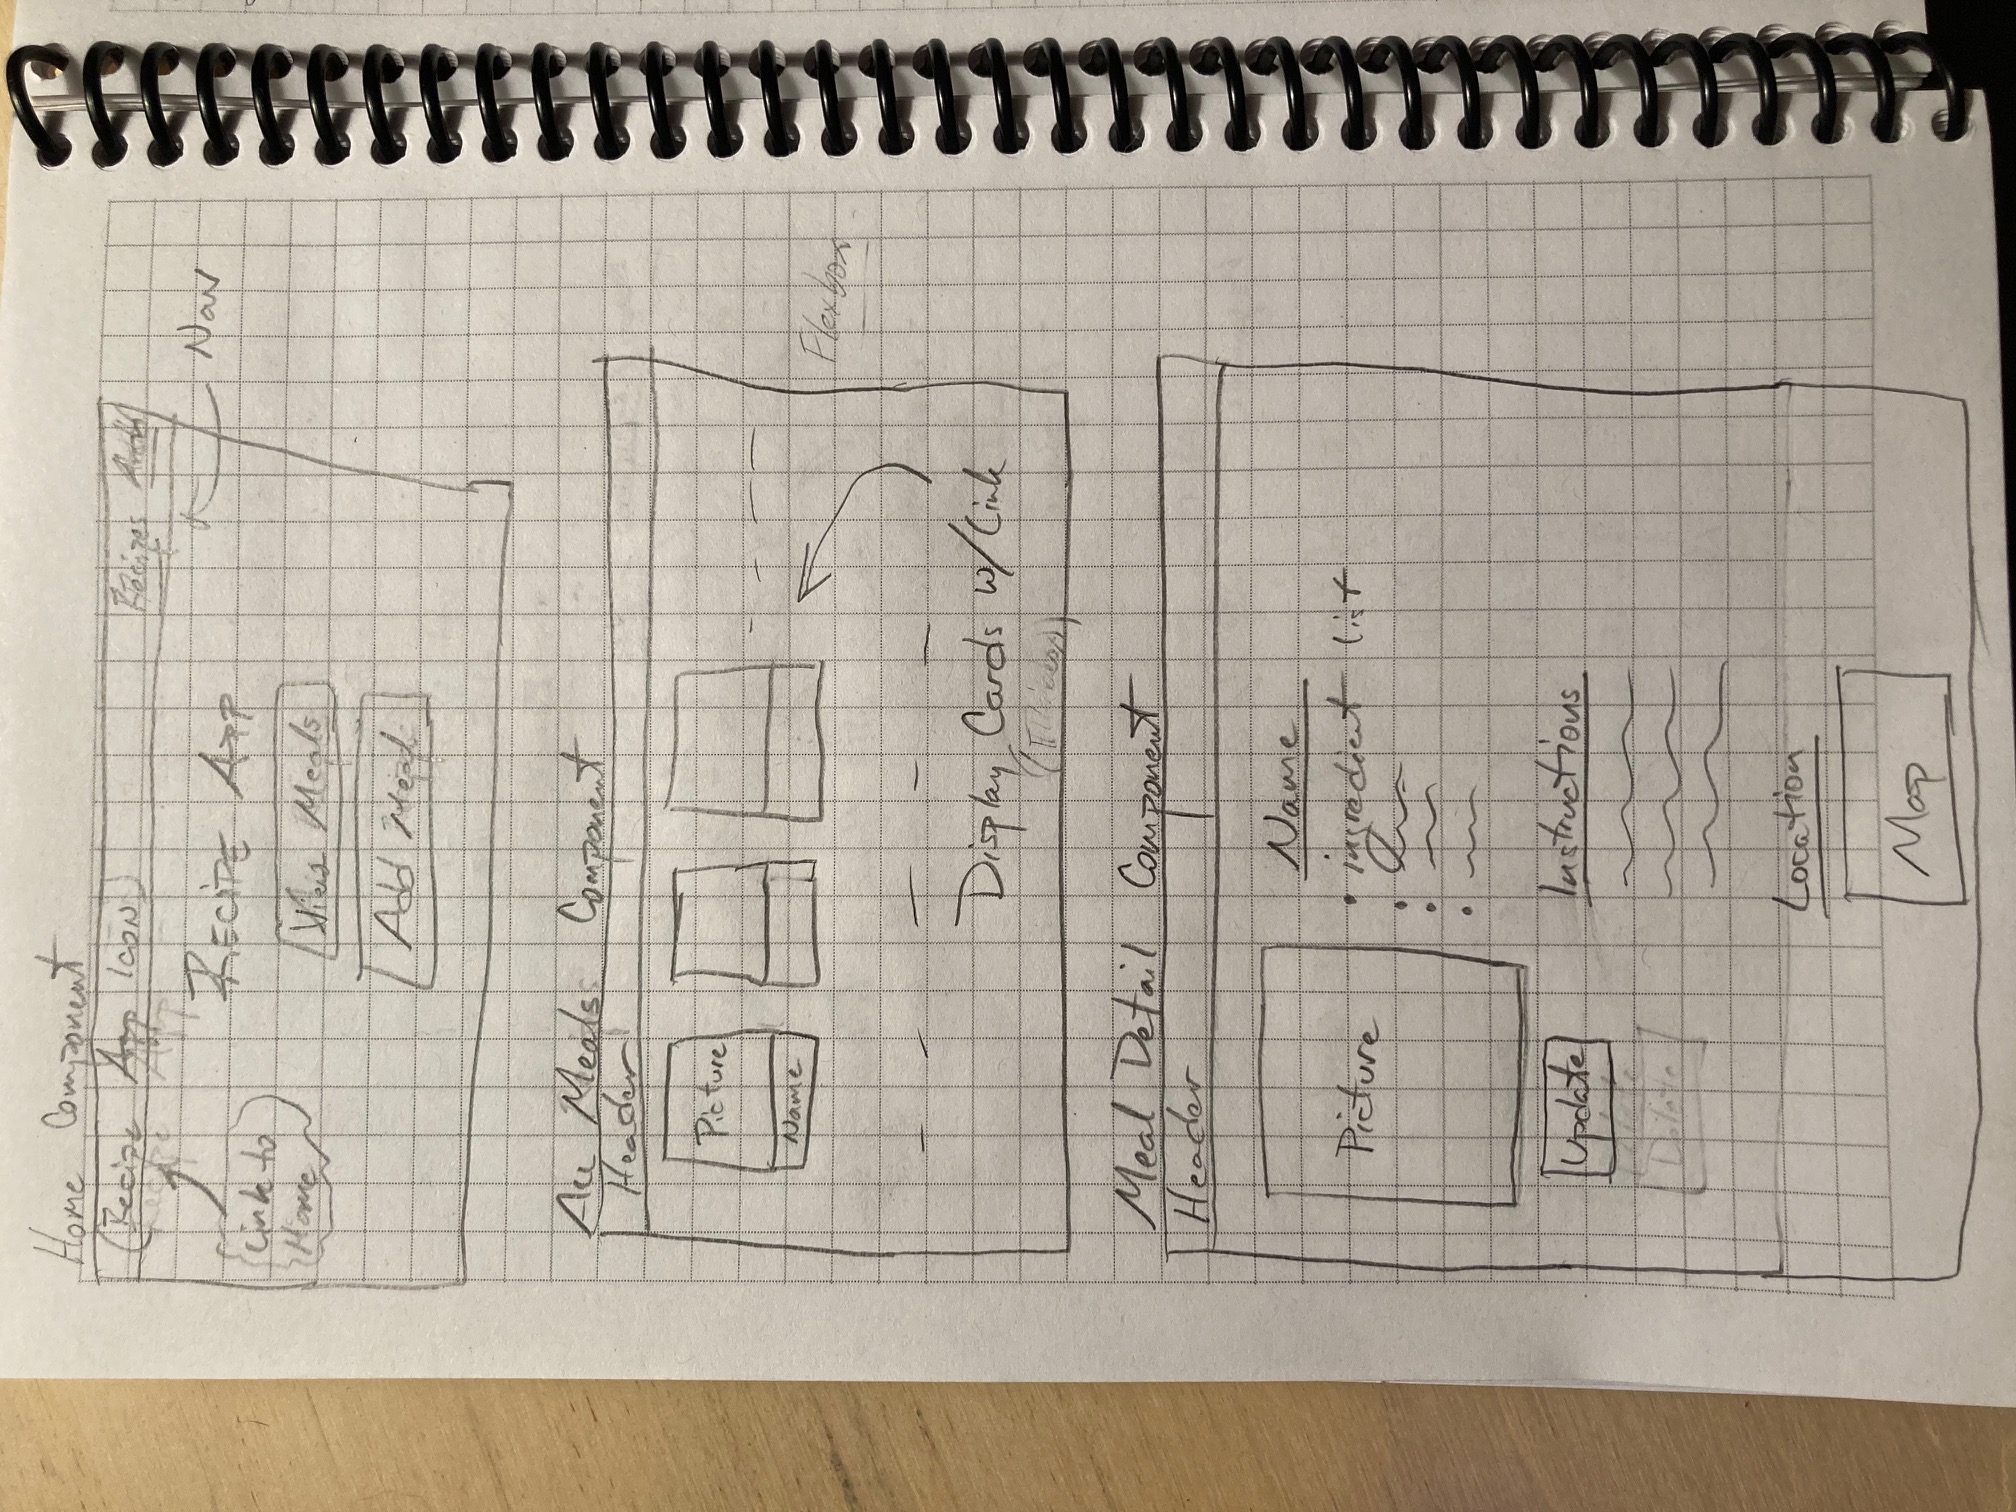 Home Component
(Recipe App Icon)
Recipes
Recipe App
Nav
RECIPE APP
Link to
Home
View Meals
Add Meal
All Meals Component
Header
Picture
Name
Flexbox
Display Cards w/ Link
Meal Detail Component
Header
Name
Picture
• ingredient list
Update
Instructions
Delete
Location
Map